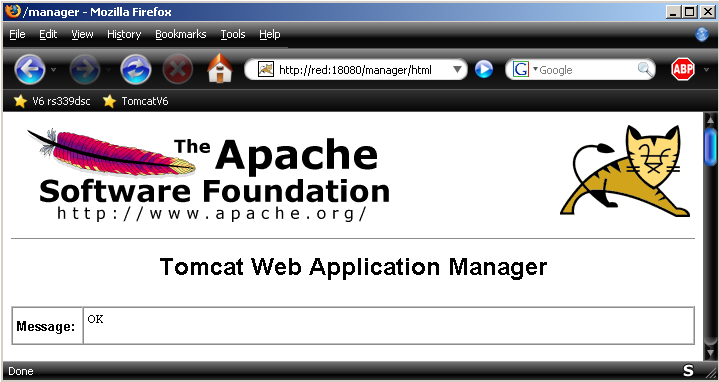 /manager - Mozilla Firefox
File Edit View History Bookmarks Tools Help
http://red:18080/manager/html G Google ABP
V6 rs339dsc TomcatV6
The Apache
Software Foundation
http://www.apache.org/
Tomcat Web Application Manager
Message: OK
Done S